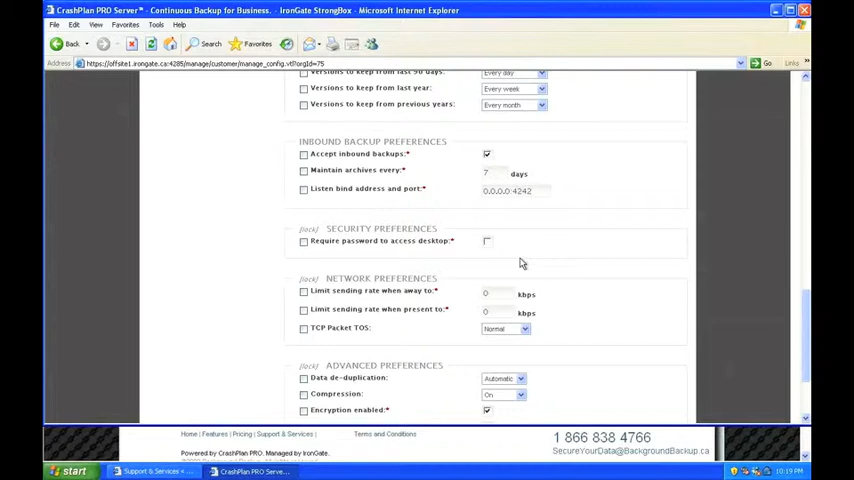 CrashPlan PRO Server™ - Continuous Backup for Business. - IronGate StrongBox - Microsoft Internet Explorer
File Edit View Favorites Tools Help
Back Search Favorites
Address https://offsite1.irongate.ca:4285/manage/customer/manage_config.vtl?orgId=75 Go Links »
Versions to keep from last 90 days: Every day
Versions to keep from last year: Every week
Versions to keep from previous years: Every month
INBOUND BACKUP PREFERENCES
Accept inbound backups:*
Maintain archives every:* 7 days
Listen bind address and port:* 0.0.0.0:4242
[lock] SECURITY PREFERENCES
Require password to access desktop:*
[lock] NETWORK PREFERENCES
Limit sending rate when away to:* 0 kbps
Limit sending rate when present to:* 0 kbps
TCP Packet TOS: Normal
[lock] ADVANCED PREFERENCES
Data de-duplication: Automatic
Compression: On
Encryption enabled:*
Home | Features | Pricing | Support & Services | Terms and Conditions
1 866 838 4766
SecureYourData@BackgroundBackup.ca
Powered by CrashPlan PRO. Managed by IronGate.
start Support & Services « ... CrashPlan PRO Serve... 10:19 PM